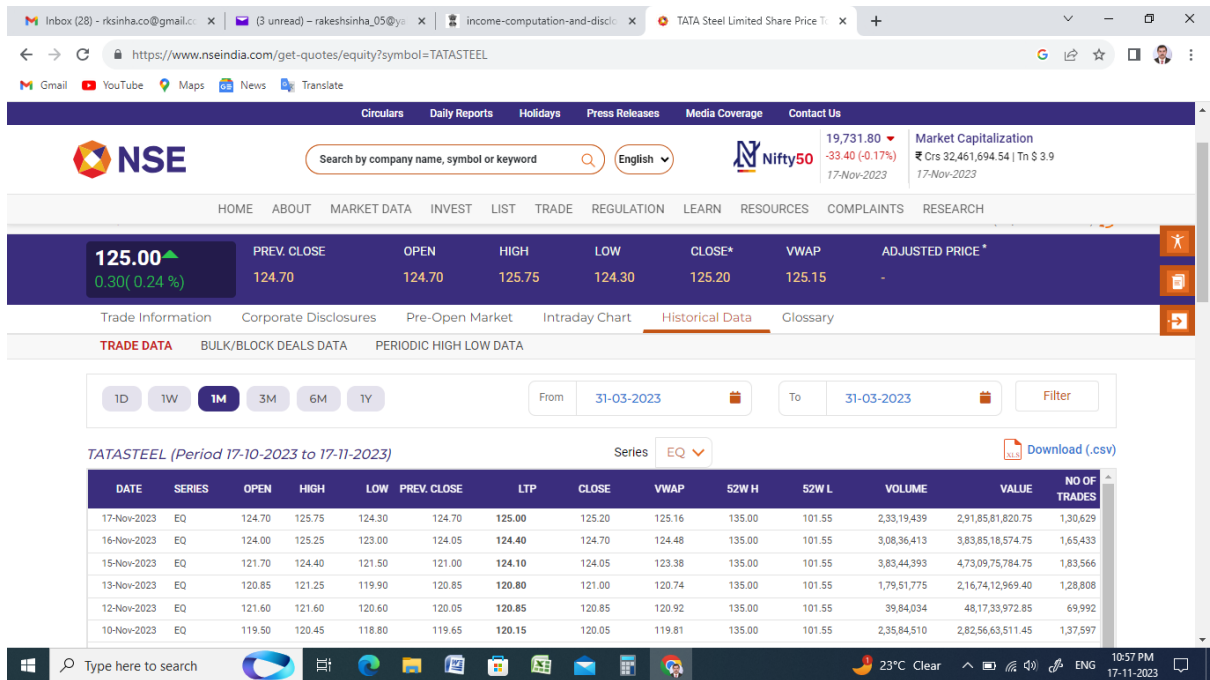 Inbox (28) - rksinha.co@gmail.co
(3 unread) – rakeshsinha_05@ya
income-computation-and-disclo
TATA Steel Limited Share Price To
https://www.nseindia.com/get-quotes/equity?symbol=TATASTEEL
Gmail YouTube Maps News Translate
Circulars Daily Reports Holidays Press Releases Media Coverage Contact Us
NSE
Search by company name, symbol or keyword
English
Nifty50
19,731.80
-33.40 (-0.17%)
17-Nov-2023
Market Capitalization
₹ Crs 32,461,694.54 | Tn $ 3.9
17-Nov-2023
HOME ABOUT MARKET DATA INVEST LIST TRADE REGULATION LEARN RESOURCES COMPLAINTS RESEARCH
125.00
0.30( 0.24 %)
PREV. CLOSE OPEN HIGH LOW CLOSE* VWAP ADJUSTED PRICE*
124.70 124.70 125.75 124.30 125.20 125.15 -
Trade Information Corporate Disclosures Pre-Open Market Intraday Chart Historical Data Glossary
TRADE DATA BULK/BLOCK DEALS DATA PERIODIC HIGH LOW DATA
1D 1W 1M 3M 6M 1Y From 31-03-2023 To 31-03-2023 Filter
TATASTEEL (Period 17-10-2023 to 17-11-2023) Series EQ XLS Download (.csv)
DATE SERIES OPEN HIGH LOW PREV. CLOSE LTP CLOSE VWAP 52W H 52W L VOLUME VALUE NO OF TRADES
17-Nov-2023 EQ 124.70 125.75 124.30 124.70 125.00 125.20 125.16 135.00 101.55 2,33,19,439 2,91,85,81,820.75 1,30,629
16-Nov-2023 EQ 124.00 125.25 123.00 124.05 124.40 124.70 124.48 135.00 101.55 3,08,36,413 3,83,85,18,574.75 1,65,433
15-Nov-2023 EQ 121.70 124.40 121.50 121.00 124.10 124.05 123.38 135.00 101.55 3,83,44,393 4,73,09,75,784.75 1,83,566
13-Nov-2023 EQ 120.85 121.25 119.90 120.85 120.80 121.00 120.74 135.00 101.55 1,79,51,775 2,16,74,12,969.40 1,28,808
12-Nov-2023 EQ 121.60 121.60 120.60 120.05 120.85 120.85 120.92 135.00 101.55 39,84,034 48,17,33,972.85 69,992
10-Nov-2023 EQ 119.50 120.45 118.80 119.65 120.15 120.05 119.81 135.00 101.55 2,35,84,510 2,82,56,63,511.45 1,37,597
Type here to search
23°C Clear
ENG
10:57 PM
17-11-2023